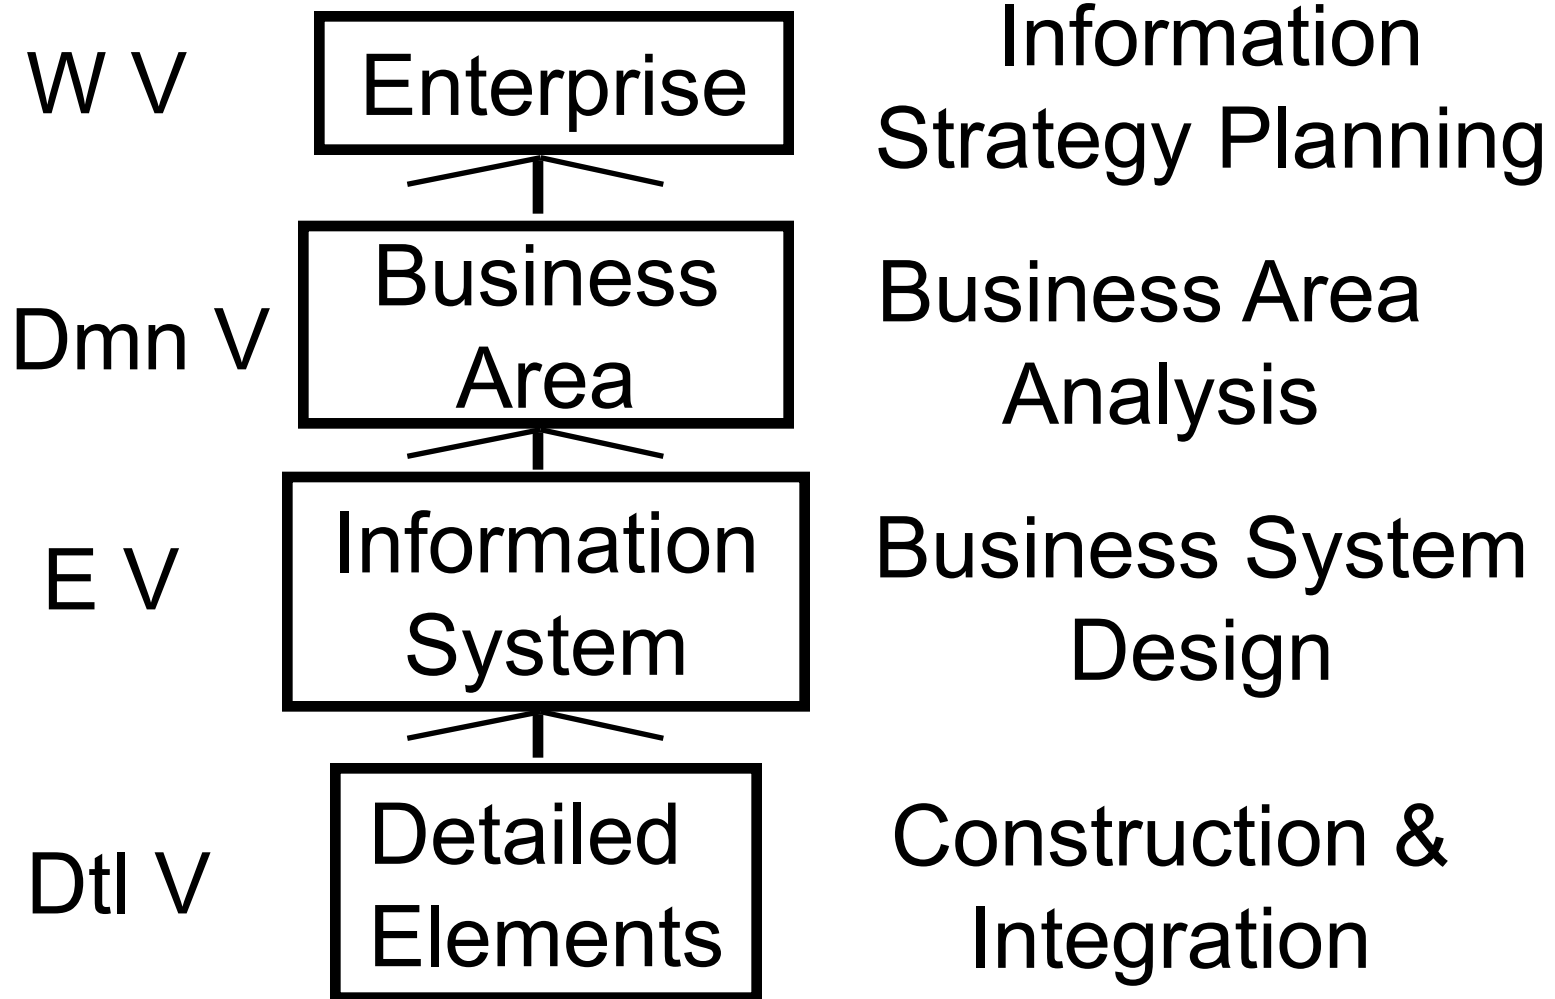 W V
Enterprise
Information
Strategy Planning
Dmn V
Business
Area
Business Area
Analysis
E V
Information
System
Business System
Design
Dtl V
Detailed
Elements
Construction &
Integration